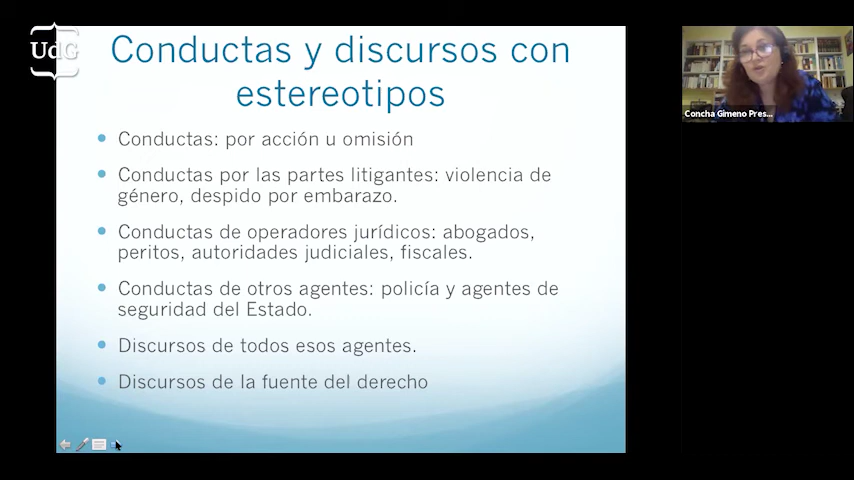 UdG
Conductas y discursos con
estereotipos
Conductas: por acción u omisión
Conductas por las partes litigantes: violencia de
género, despido por embarazo.
Conductas de operadores jurídicos: abogados,
peritos, autoridades judiciales, fiscales.
Conductas de otros agentes: policía y agentes de
seguridad del Estado.
Discursos de todos esos agentes.
Discursos de la fuente del derecho
Concha Gimeno Pres...